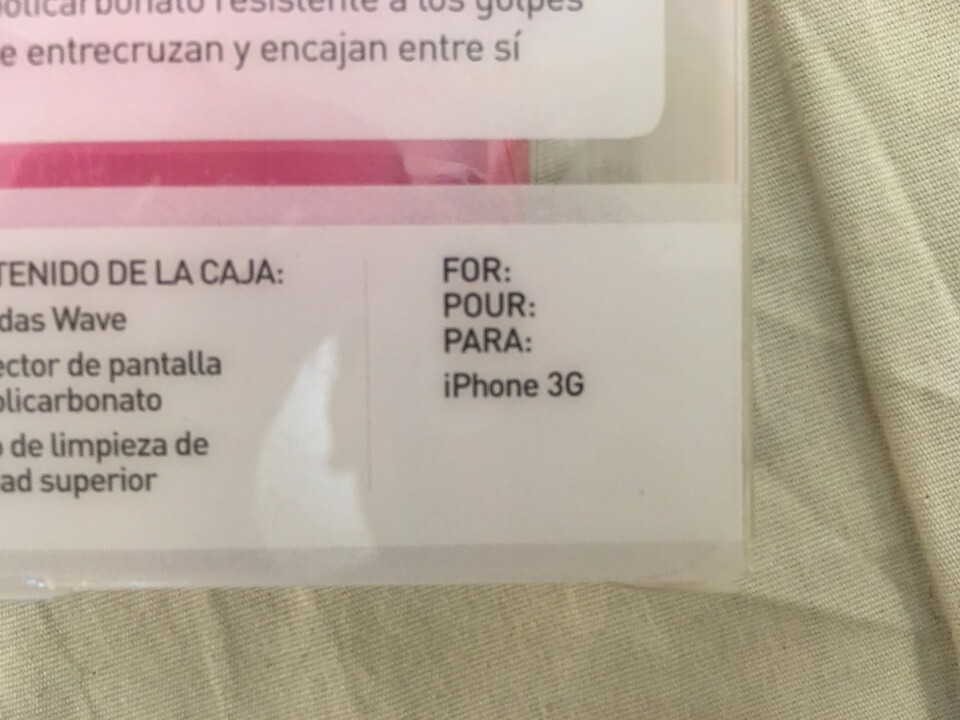 policarbonato resistente a los golpes
e entrecruzan y encajan entre sí
TENIDO DE LA CAJA:
das Wave
ector de pantalla
olicarbonato
o de limpieza de
ad superior
FOR:
POUR:
PARA:
iPhone 3G